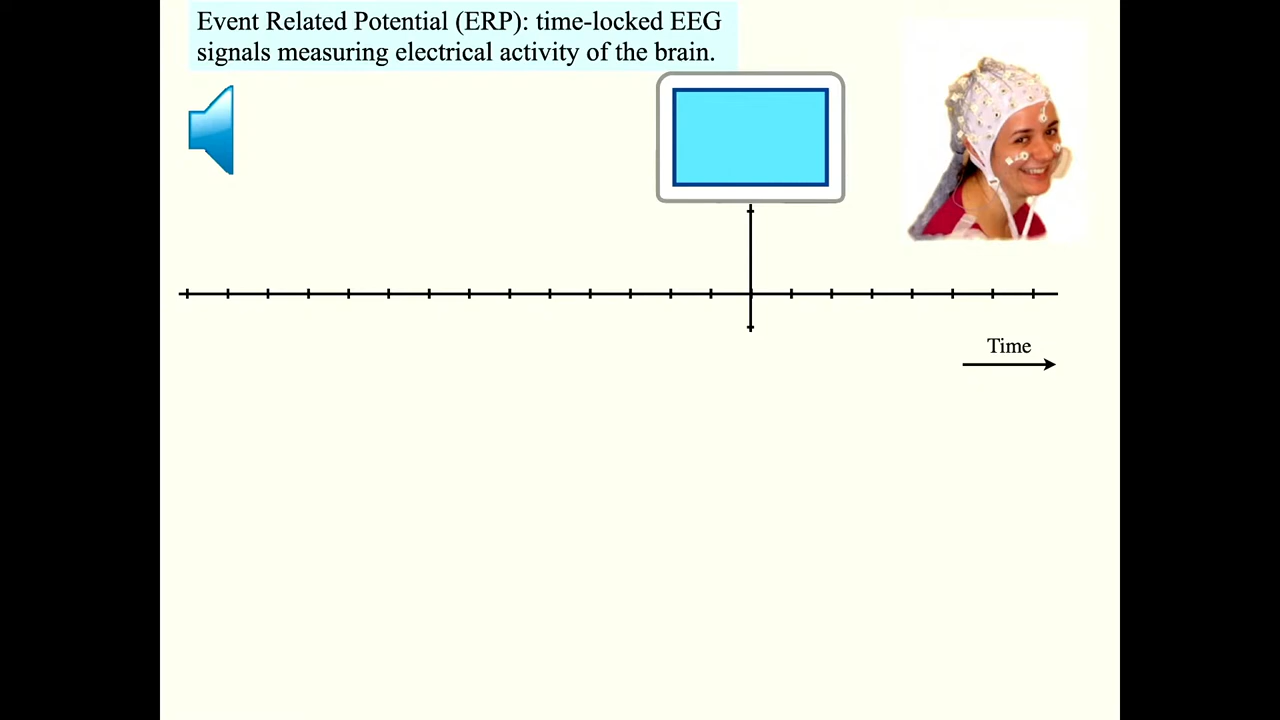 Event Related Potential (ERP): time-locked EEG
signals measuring electrical activity of the brain.
Time